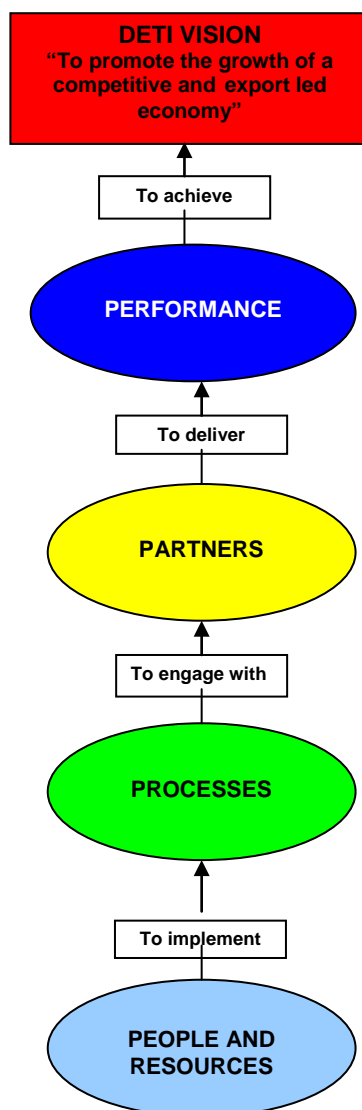 DETI VISION
“To promote the growth of a
competitive and export led
economy”
To achieve
PERFORMANCE
To deliver
PARTNERS
To engage with
PROCESSES
To implement
PEOPLE AND
RESOURCES